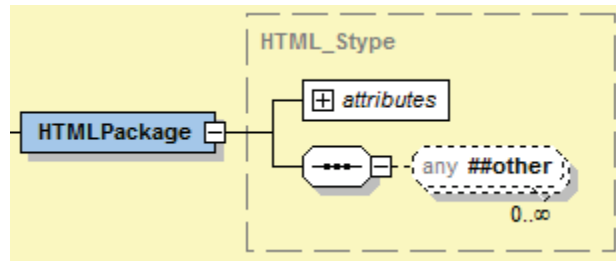 HTML_Stype
attributes
HTMLPackage
any ##other
0..∞